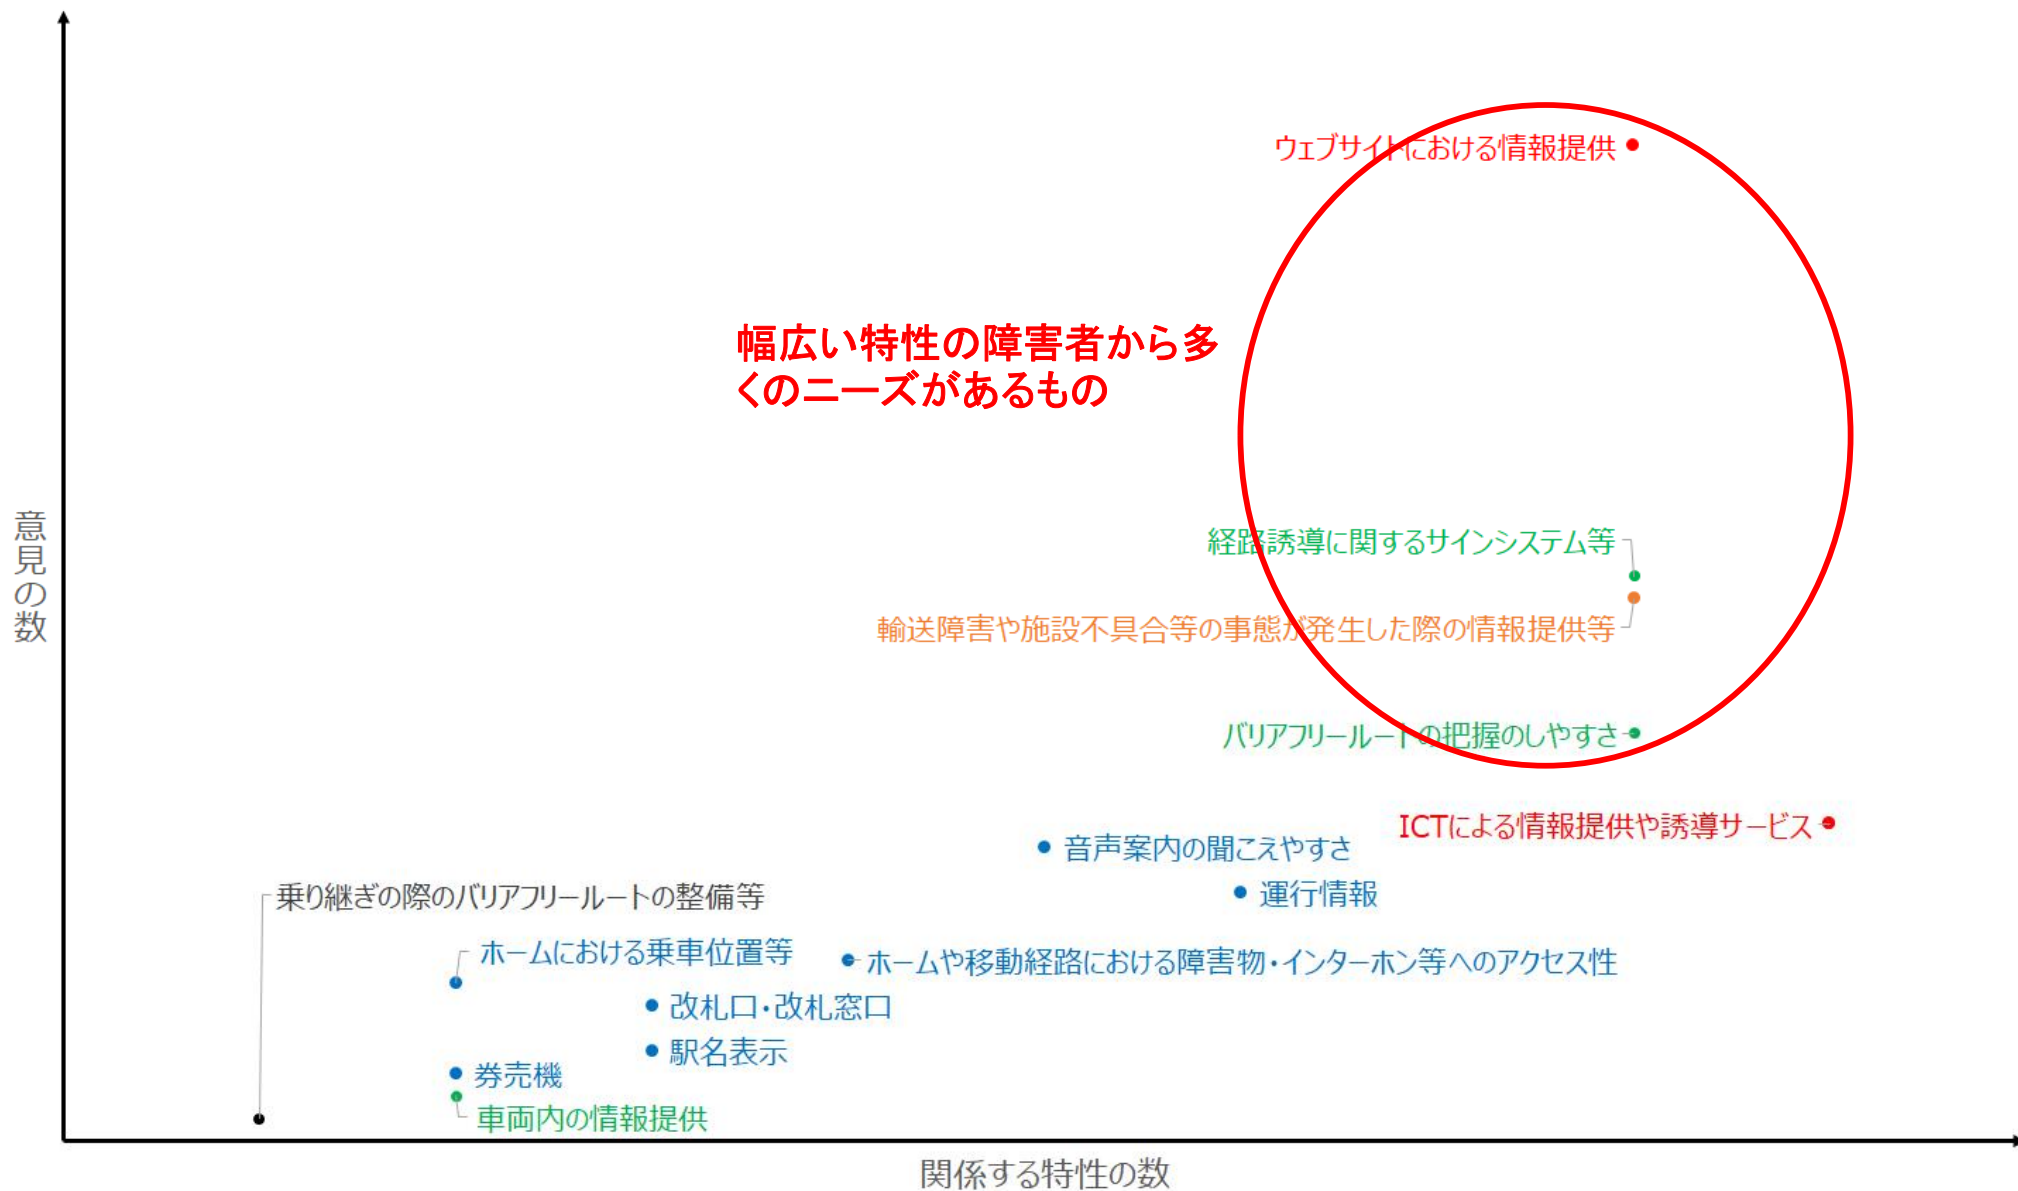 ウェブサイトにおける情報提供
幅広い特性の障害者から多
くのニーズがあるもの
意見の数
経路誘導に関するサインシステム等
輸送障害や施設不具合等の事態が発生した際の情報提供等
バリアフリールートの把握のしやすさ
ICTによる情報提供や誘導サービス
音声案内の聞こえやすさ
運行情報
乗り継ぎの際のバリアフリールートの整備等
ホームにおける乗車位置等
ホームや移動経路における障害物・インターホン等へのアクセス性
改札口・改札窓口
駅名表示
券売機
車両内の情報提供
関係する特性の数